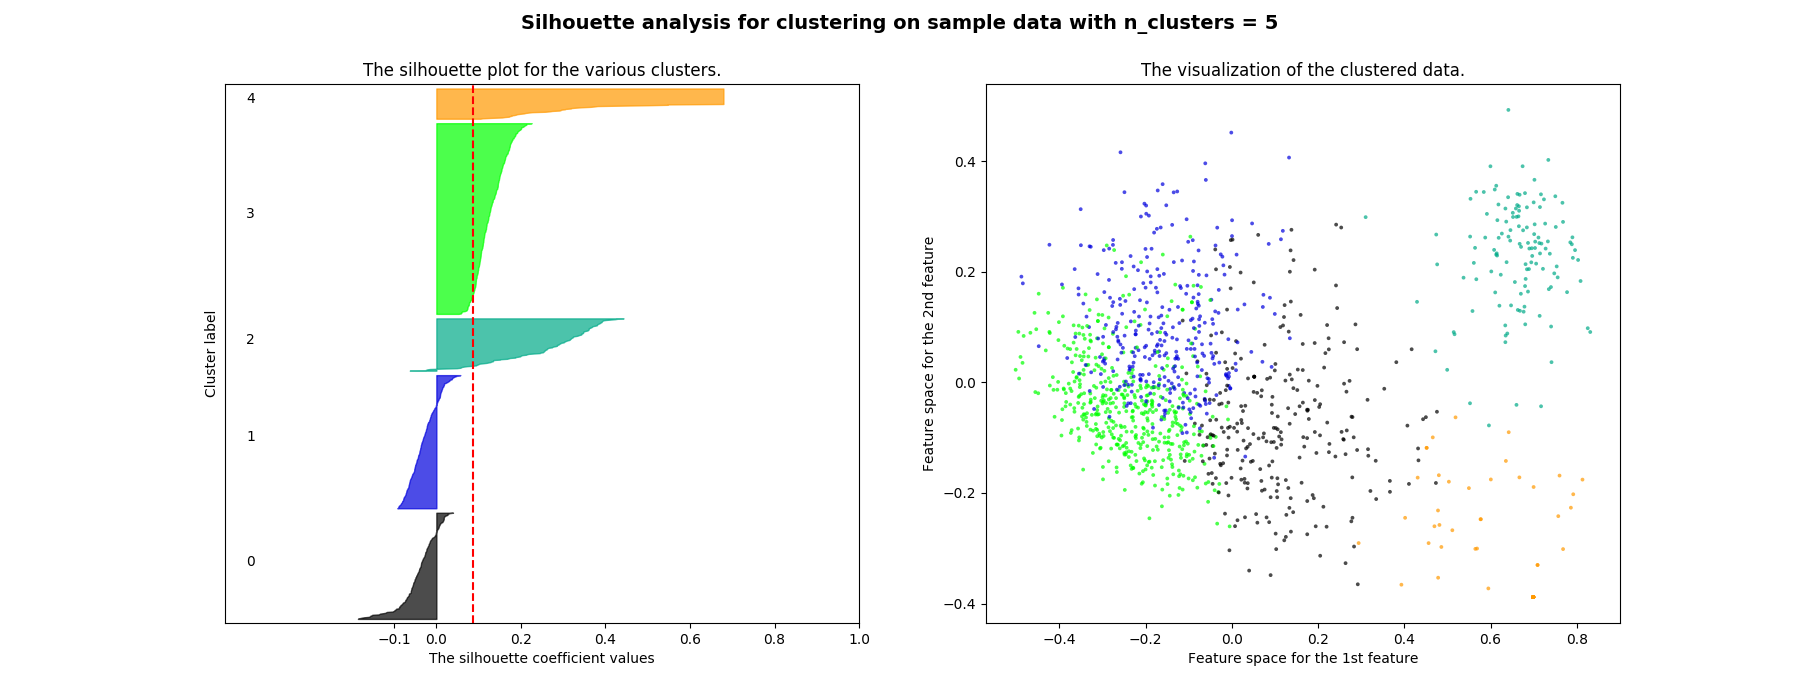 Silhouette analysis for clustering on sample data with n_clusters = 5
The silhouette plot for the various clusters.
Cluster label
4
3
2
1
0
−0.1 0.0 0.2 0.4 0.6 0.8 1.0
The silhouette coefficient values
The visualization of the clustered data.
Feature space for the 2nd feature
0.4
0.2
0.0
−0.2
−0.4
−0.4 −0.2 0.0 0.2 0.4 0.6 0.8
Feature space for the 1st feature